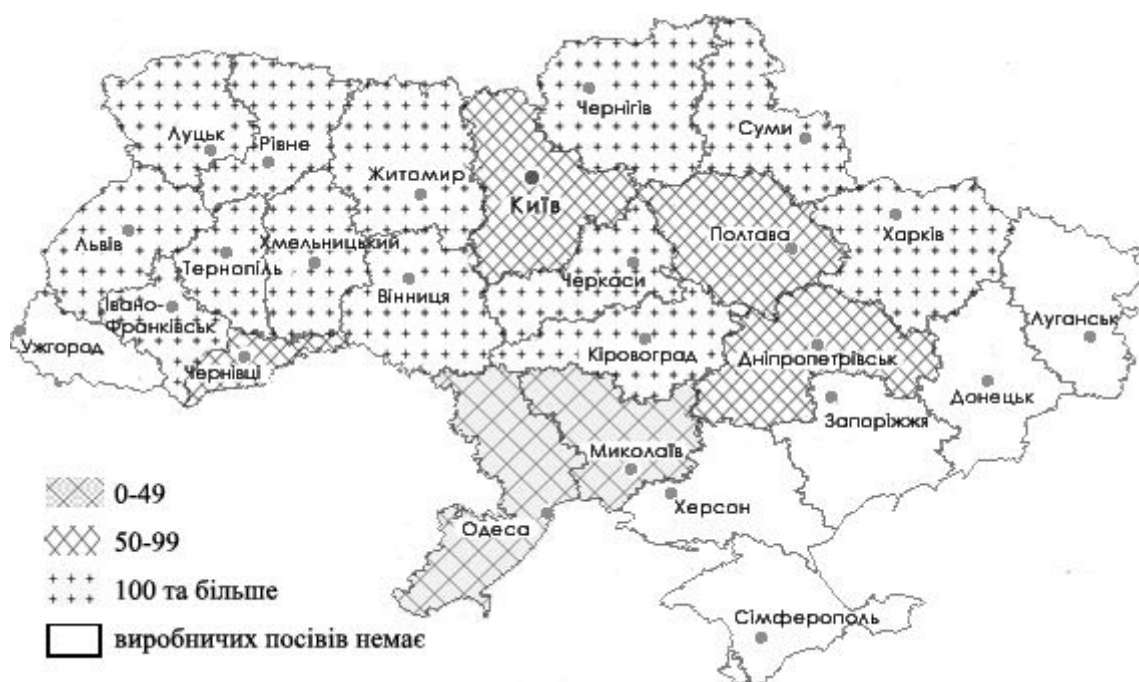 Чернігів
Луцьк
Рівне
Суми
Житомир
Київ
Львів
Хмельницький
Тернопіль
Полтава
Харків
Черкаси
Вінниця
Івано-
Франківськ
Ужгород
Чернівці
Кіровоград
Дніпропетрівськ
Луганськ
Донецьк
Запоріжжя
Миколаїв
Херсон
Одеса
Сімферополь
0-49
50-99
100 та більше
виробничих посівів немає